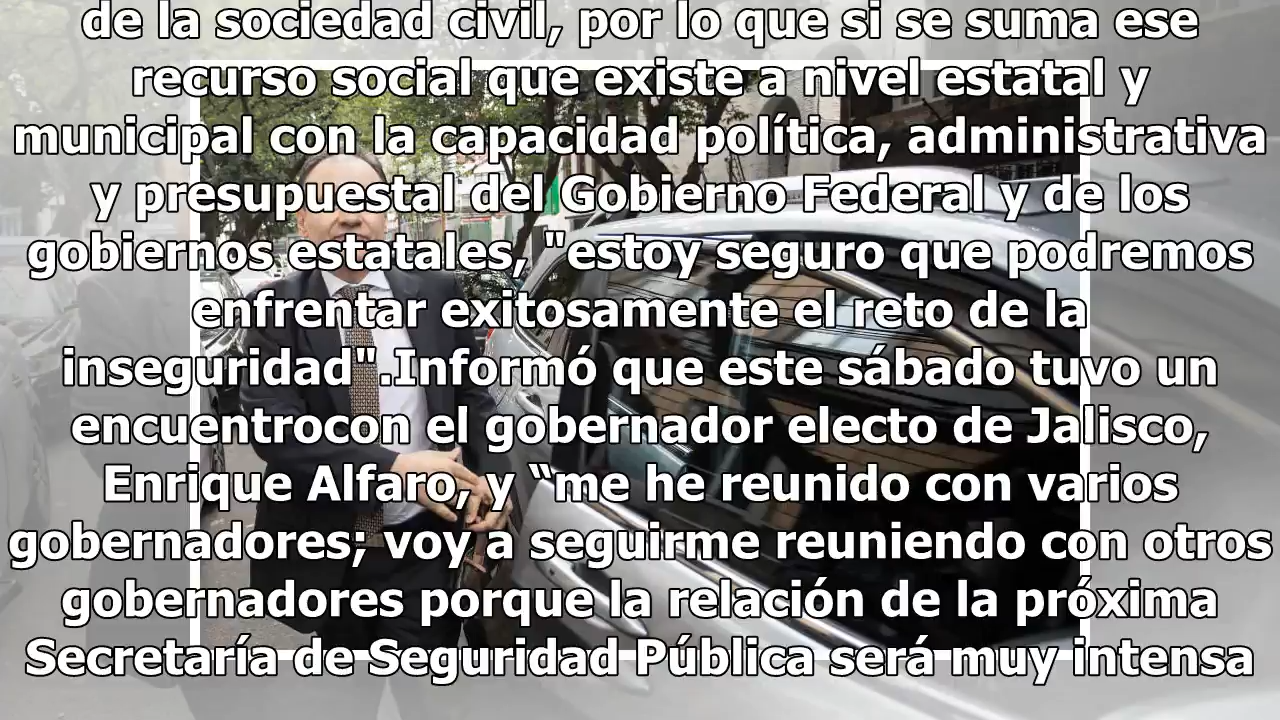 de la sociedad civil, por lo que si se suma ese
recurso social que existe a nivel estatal y
municipal con la capacidad política, administrativa
y presupuestal del Gobierno Federal y de los
gobiernos estatales, "estoy seguro que podremos
enfrentar exitosamente el reto de la
inseguridad".Informó que este sábado tuvo un
encuentrocon el gobernador electo de Jalisco,
Enrique Alfaro, y “me he reunido con varios
gobernadores; voy a seguirme reuniendo con otros
gobernadores porque la relación de la próxima
Secretaría de Seguridad Pública será muy intensa